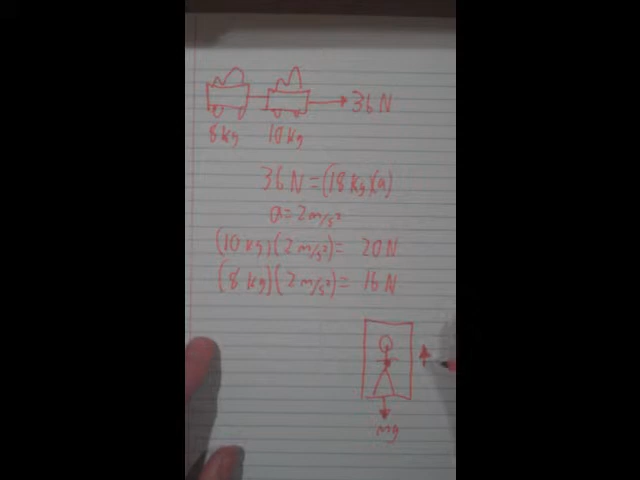 36 N
8 kg 10 kg
36 N = (18 kg)(a)
a = 2 m/s²
(10 kg)(2 m/s²) = 20 N
(8 kg)(2 m/s²) = 16 N
mg